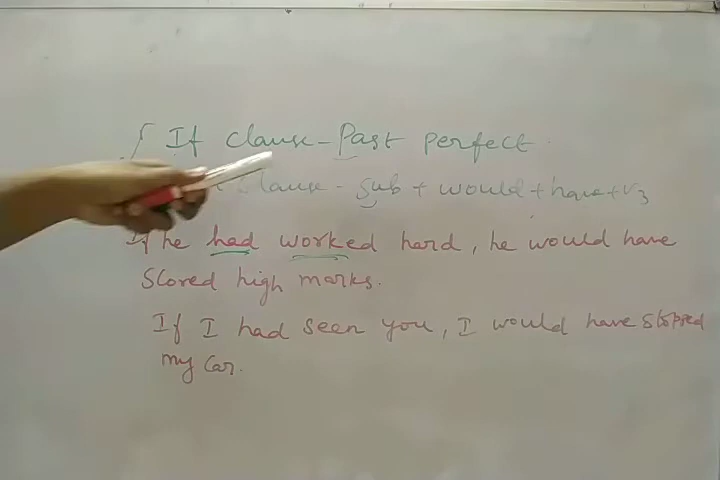 If clause - Past perfect
clause - Sub + would + have + V3
If he had worked hard, he would have
scored high marks.
If I had seen you, I would have stopped
my car.